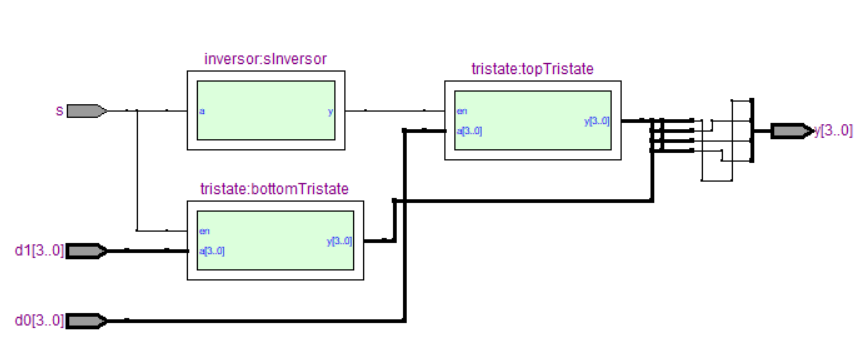 inversor:sInversor
tristate:topTristate
s
a
y
en
a[3..0]
y[3..0]
y[3..0]
tristate:bottomTristate
en
a[3..0]
y[3..0]
d1[3..0]
d0[3..0]